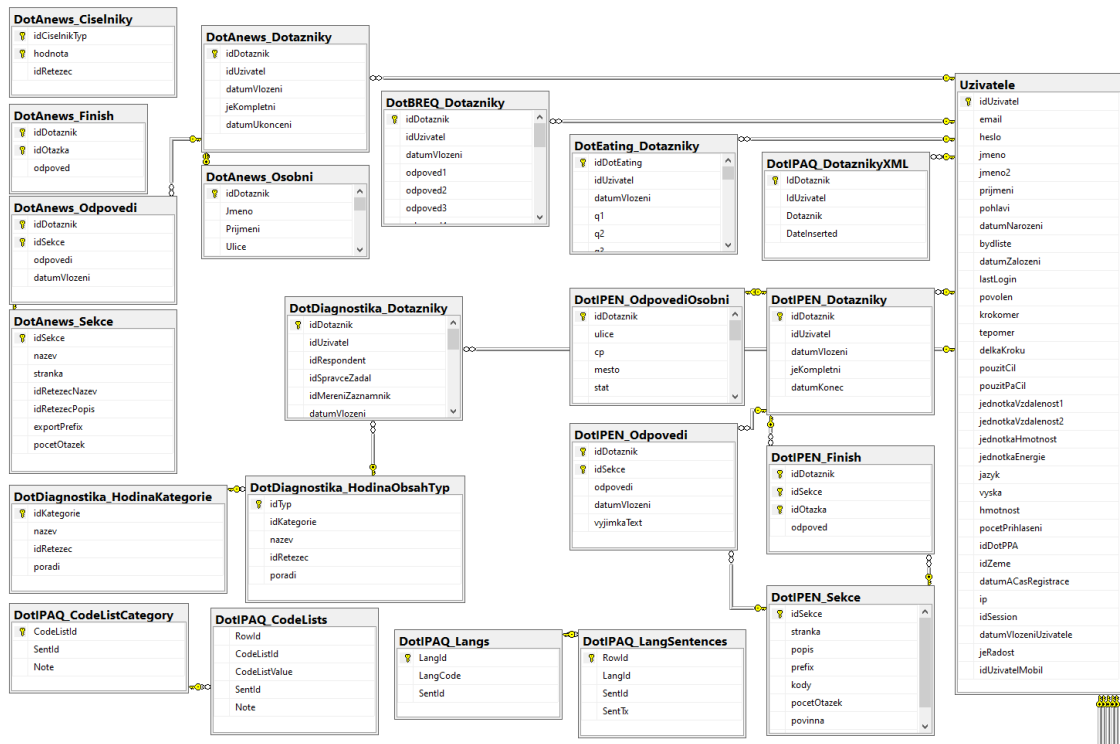 DotAnews_Ciselniky
idCiselnikTyp
hodnota
idRetezec
DotAnews_Finish
idDotaznik
idOtazka
odpoved
DotAnews_Odpovedi
idDotaznik
idSekce
odpovedi
datumVlozeni
DotAnews_Sekce
idSekce
nazev
stranka
idRetezecNazev
idRetezecPopis
exportPrefix
pocetOtazek
DotAnews_Dotazniky
idDotaznik
idUzivatel
datumVlozeni
jeKompletni
datumUkonceni
DotAnews_Osobni
idDotaznik
Jmeno
Prijmeni
Ulice
DotBREQ_Dotazniky
idDotaznik
idUzivatel
datumVlozeni
odpoved1
odpoved2
odpoved3
DotEating_Dotazniky
idDotEating
idUzivatel
datumVlozeni
q1
q2
DotIPAQ_DotaznikyXML
IdDotaznik
IdUzivatel
Dotaznik
DateInserted
Uzivatele
idUzivatel
email
heslo
jmeno
jmeno2
prijmeni
pohlavi
datumNarozeni
bydliste
datumZalozeni
lastLogin
povolen
krokomer
tepomer
delkaKroku
pouzitCil
pouzitPaCil
jednotkaVzdalenost1
jednotkaVzdalenost2
jednotkaHmotnost
jednotkaEnergie
jazyk
vyska
hmotnost
pocetPrihlaseni
idDotPPA
idZeme
datumACasRegistrace
ip
idSession
datumVlozeniUzivatele
jeRadost
idUzivatelMobil
DotDiagnostika_Dotazniky
idDotaznik
idUzivatel
idRespondent
idSpravceZadal
idMereniZaznamnik
datumVlozeni
DotIPEN_OdpovediOsobni
idDotaznik
ulice
cp
mesto
stat
DotIPEN_Dotazniky
idDotaznik
idUzivatel
datumVlozeni
jeKompletni
datumKonec
DotIPEN_Odpovedi
idDotaznik
idSekce
odpovedi
datumVlozeni
vyjimkaText
DotIPEN_Finish
idDotaznik
idSekce
idOtazka
odpoved
DotDiagnostika_HodinaKategorie
idKategorie
nazev
idRetezec
poradi
DotDiagnostika_HodinaObsahTyp
idTyp
idKategorie
nazev
idRetezec
poradi
DotIPAQ_CodeListCategory
CodeListId
SentId
Note
DotIPAQ_CodeLists
RowId
CodeListId
CodeListValue
SentId
Note
DotIPAQ_Langs
LangId
LangCode
SentId
DotIPAQ_LangSentences
RowId
LangId
SentId
SentTx
DotIPEN_Sekce
idSekce
stranka
popis
prefix
kody
pocetOtazek
povinna